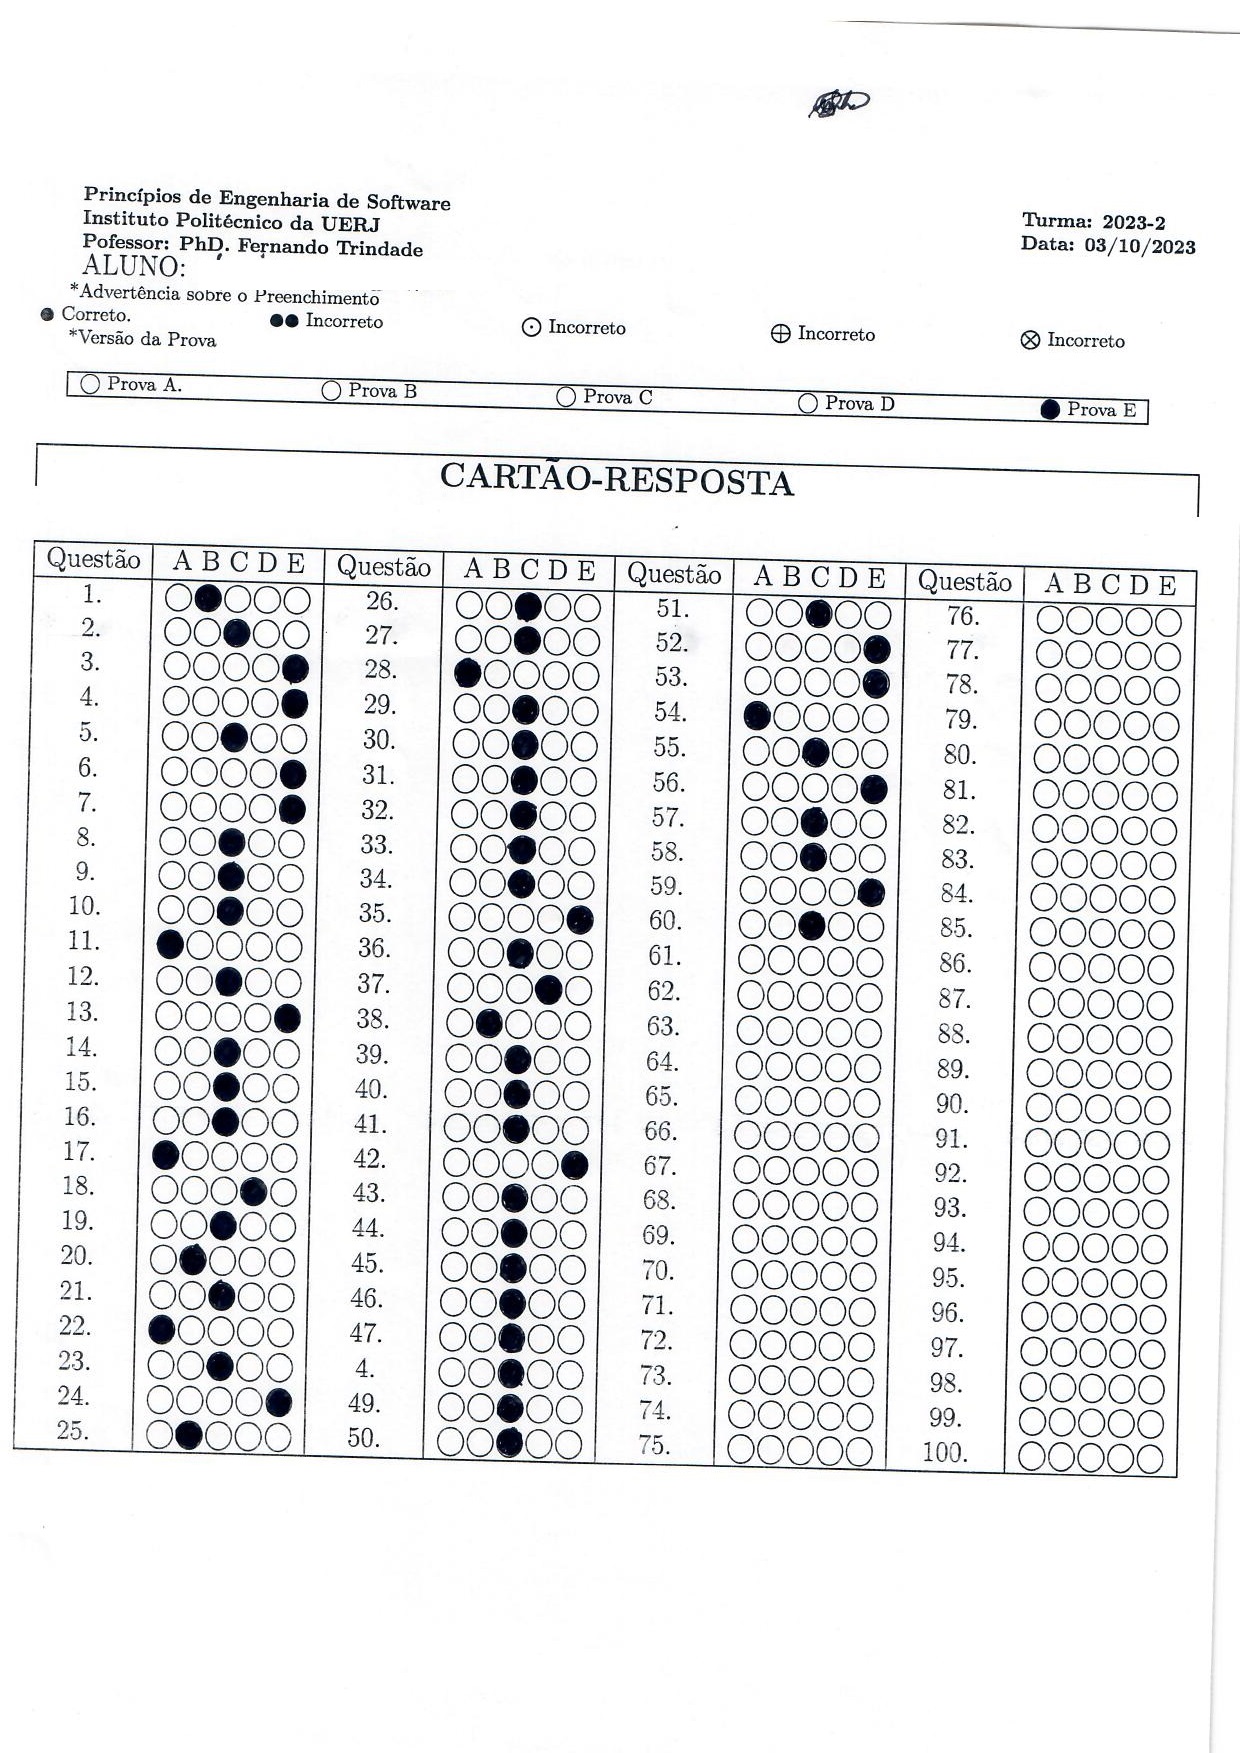 Princípios de Engenharia de Software
Instituto Politécnico da UERJ
Pofessor: PhD. Fernando Trindade
ALUNO:
Turma: 2023-2
Data: 03/10/2023
*Advertência sobre o Preenchimento
Correto. Incorreto Incorreto Incorreto Incorreto
*Versão da Prova
Prova A. Prova B Prova C Prova D Prova E
CARTÃO-RESPOSTA
Questão A B C D E Questão A B C D E Questão A B C D E Questão A B C D E
1. 26. 51. 76.
2. 27. 52. 77.
3. 28. 53. 78.
4. 29. 54. 79.
5. 30. 55. 80.
6. 31. 56. 81.
7. 32. 57. 82.
8. 33. 58. 83.
9. 34. 59. 84.
10. 35. 60. 85.
11. 36. 61. 86.
12. 37. 62. 87.
13. 38. 63. 88.
14. 39. 64. 89.
15. 40. 65. 90.
16. 41. 66. 91.
17. 42. 67. 92.
18. 43. 68. 93.
19. 44. 69. 94.
20. 45. 70. 95.
21. 46. 71. 96.
22. 47. 72. 97.
23. 4. 73. 98.
24. 49. 74. 99.
25. 50. 75. 100.